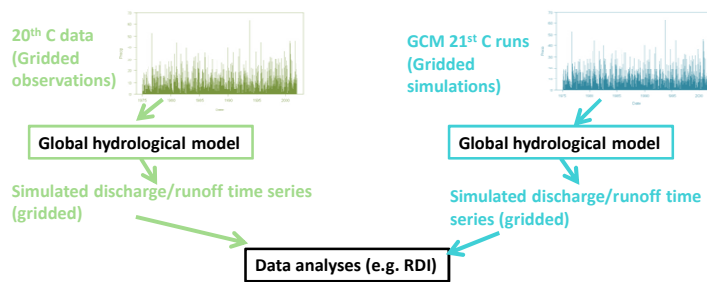 20th C data
(Gridded
observations)
GCM 21st C runs
(Gridded
simulations)
Global hydrological model
Global hydrological model
Simulated discharge/runoff time series
(gridded)
Simulated discharge/runoff time
series (gridded)
Data analyses (e.g. RDI)